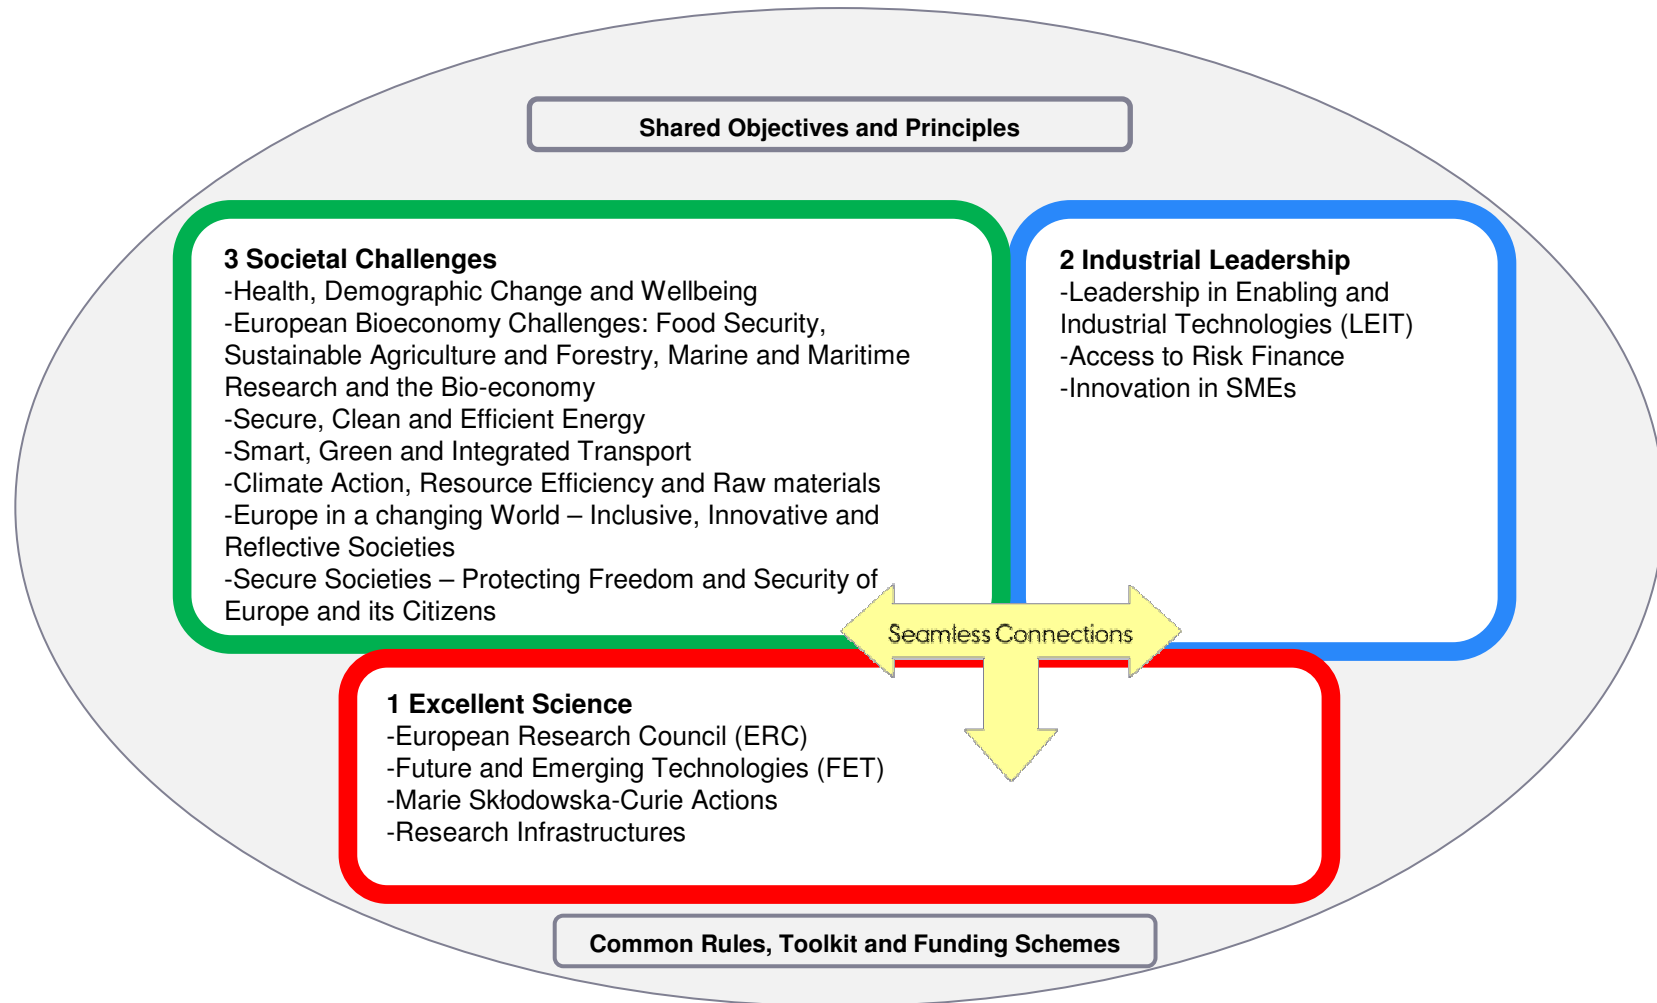 Shared Objectives and Principles
3 Societal Challenges
-Health, Demographic Change and Wellbeing
-European Bioeconomy Challenges: Food Security,
Sustainable Agriculture and Forestry, Marine and Maritime
Research and the Bio-economy
-Secure, Clean and Efficient Energy
-Smart, Green and Integrated Transport
-Climate Action, Resource Efficiency and Raw materials
-Europe in a changing World – Inclusive, Innovative and
Reflective Societies
-Secure Societies – Protecting Freedom and Security of
Europe and its Citizens
2 Industrial Leadership
-Leadership in Enabling and
Industrial Technologies (LEIT)
-Access to Risk Finance
-Innovation in SMEs
Seamless Connections
1 Excellent Science
-European Research Council (ERC)
-Future and Emerging Technologies (FET)
-Marie Skłodowska-Curie Actions
-Research Infrastructures
Common Rules, Toolkit and Funding Schemes